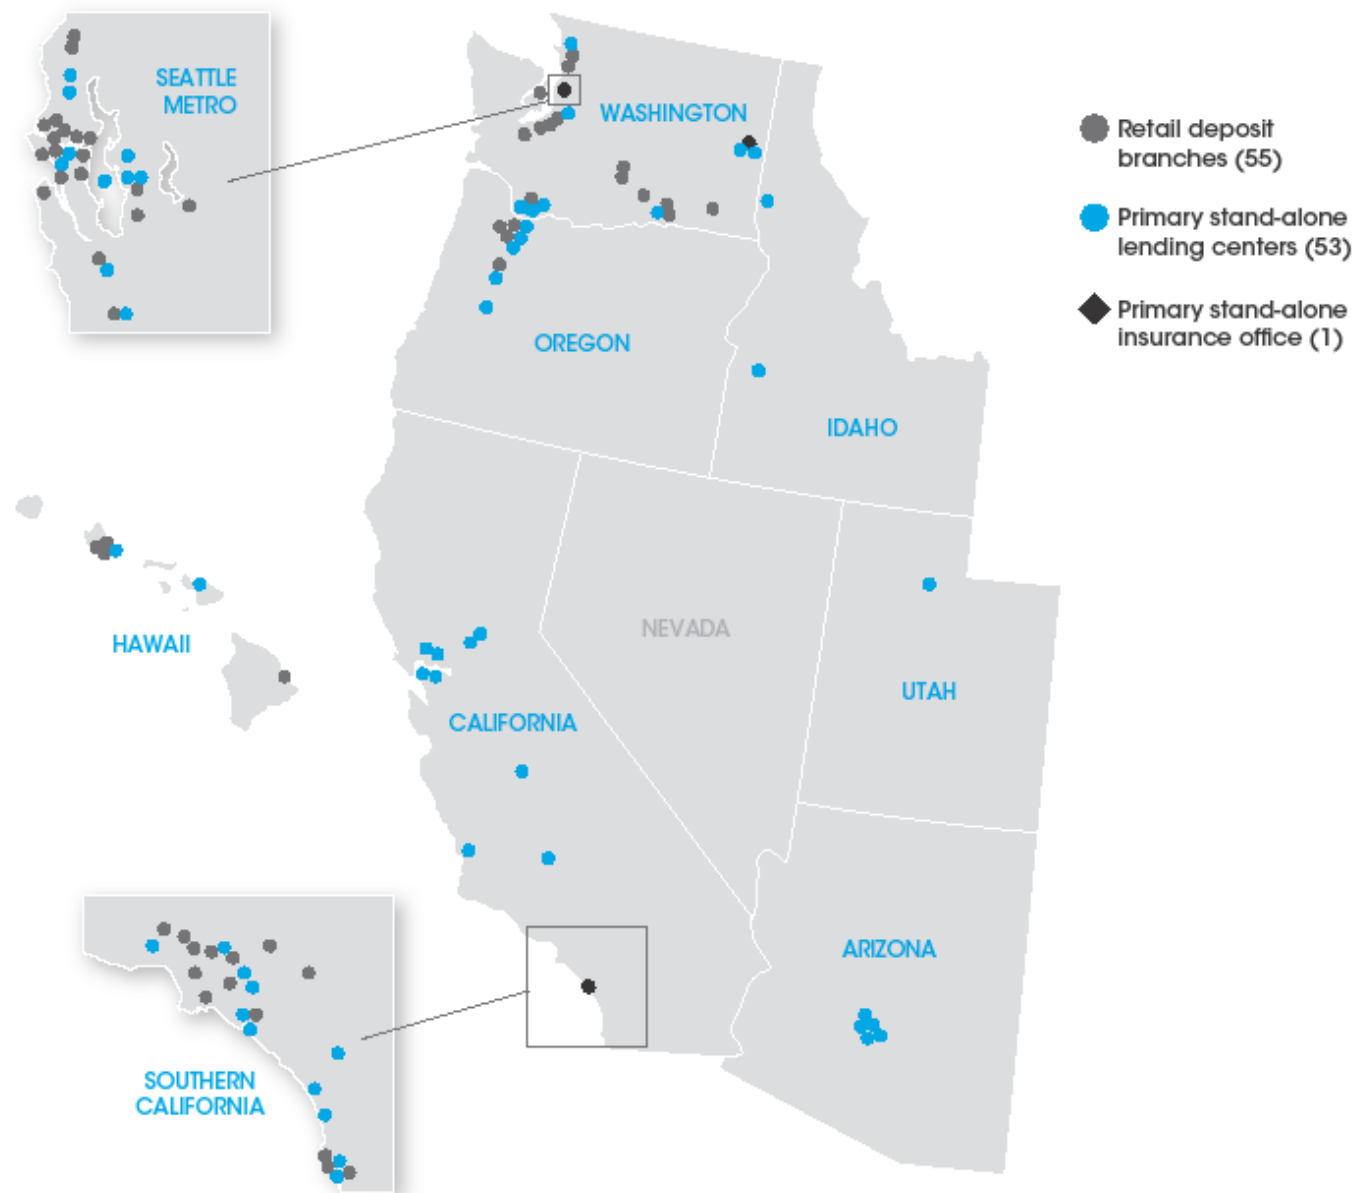 SEATTLE
METRO
WASHINGTON
Retail deposit
branches (55)
Primary stand-alone
lending centers (53)
Primary stand-alone
insurance office (1)
OREGON
IDAHO
HAWAII
NEVADA
UTAH
CALIFORNIA
ARIZONA
SOUTHERN
CALIFORNIA